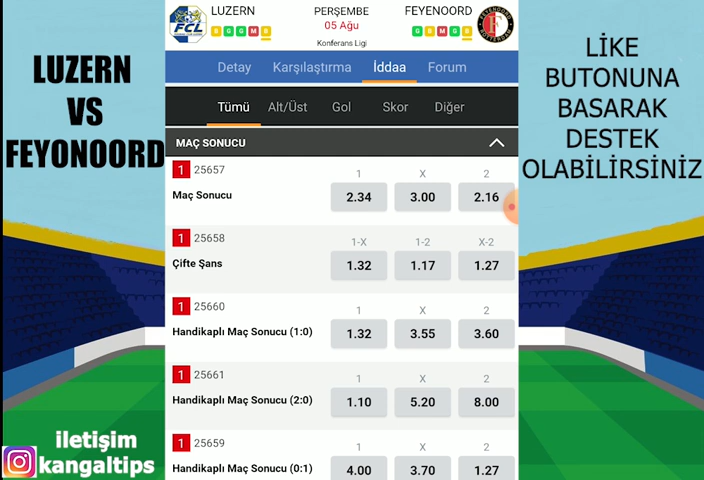 LUZERN
VS
FEYONOORD
LUZERN
B G G M B
PERŞEMBE
05 Ağu
Konferans Ligi
FEYENOORD
G B M G B
Detay Karşılaştırma İddaa Forum
Tümü Alt/Üst Gol Skor Diğer
MAÇ SONUCU
1 25657
Maç Sonucu
1 X 2
2.34 3.00 2.16
1 25658
Çifte Şans
1-X 1-2 X-2
1.32 1.17 1.27
1 25660
Handikaplı Maç Sonucu (1:0)
1 X 2
1.32 3.55 3.60
1 25661
Handikaplı Maç Sonucu (2:0)
1 X 2
1.10 5.20 8.00
1 25659
Handikaplı Maç Sonucu (0:1)
1 X 2
4.00 3.70 1.27
LİKE
BUTONUNA
BASARAK
DESTEK
OLABİLİRSİNİZ
iletişim
kangaltips
FCL